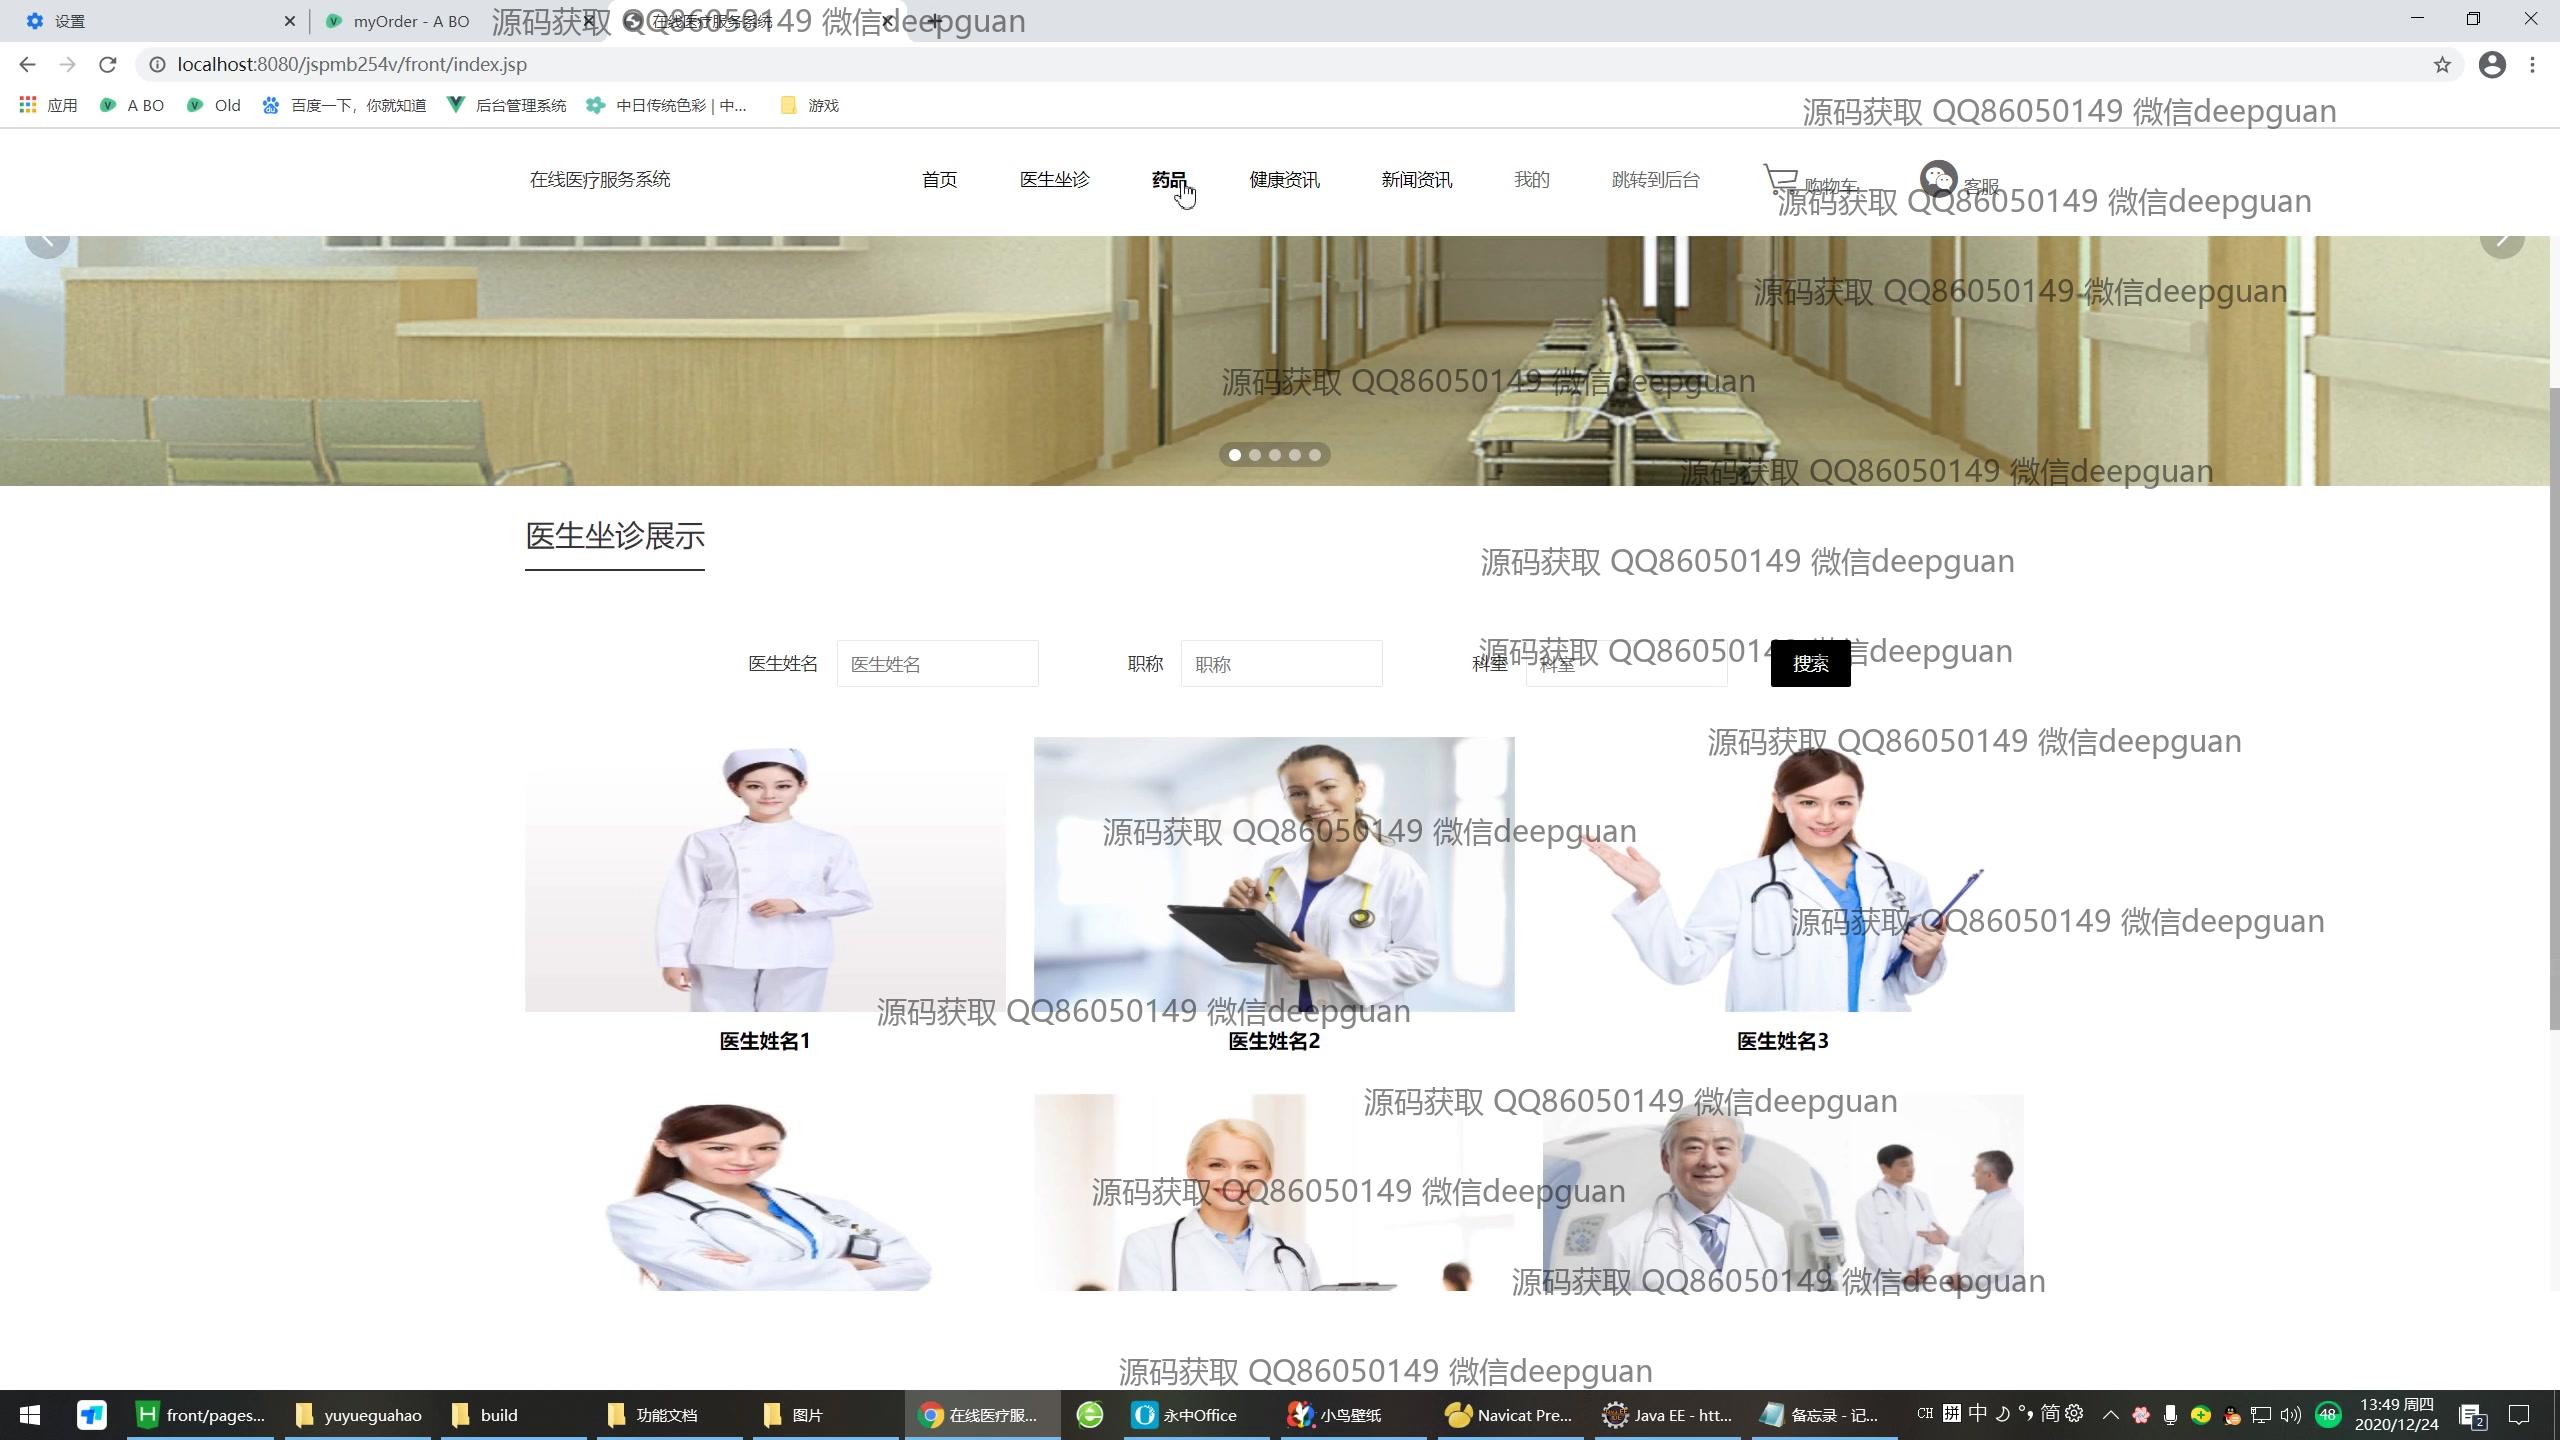 设置
myOrder - A BO
在线医疗服务系统
源码获取 QQ86050149 微信deepguan
localhost:8080/jspmb254v/front/index.jsp
应用
A BO
Old
百度一下，你就知道
后台管理系统
中日传统色彩 | 中...
游戏
源码获取 QQ86050149 微信deepguan
在线医疗服务系统
首页
医生坐诊
药品
健康资讯
新闻资讯
我的
跳转到后台
购物车
客服
源码获取 QQ86050149 微信deepguan
源码获取 QQ86050149 微信deepguan
源码获取 QQ86050149 微信deepguan
源码获取 QQ86050149 微信deepguan
医生坐诊展示
源码获取 QQ86050149 微信deepguan
医生姓名
医生姓名
职称
职称
科室
科室
搜索
源码获取 QQ86050149 微信deepguan
源码获取 QQ86050149 微信deepguan
源码获取 QQ86050149 微信deepguan
源码获取 QQ86050149 微信deepguan
源码获取 QQ86050149 微信deepguan
医生姓名1
医生姓名2
医生姓名3
源码获取 QQ86050149 微信deepguan
源码获取 QQ86050149 微信deepguan
源码获取 QQ86050149 微信deepguan
源码获取 QQ86050149 微信deepguan
front/pages...
yuyueguahao
build
功能文档
图片
在线医疗服...
永中Office
小鸟壁纸
Navicat Pre...
Java EE - htt...
备忘录 - 记...
CH
拼
中
简
48
13:49 周四
2020/12/24
2